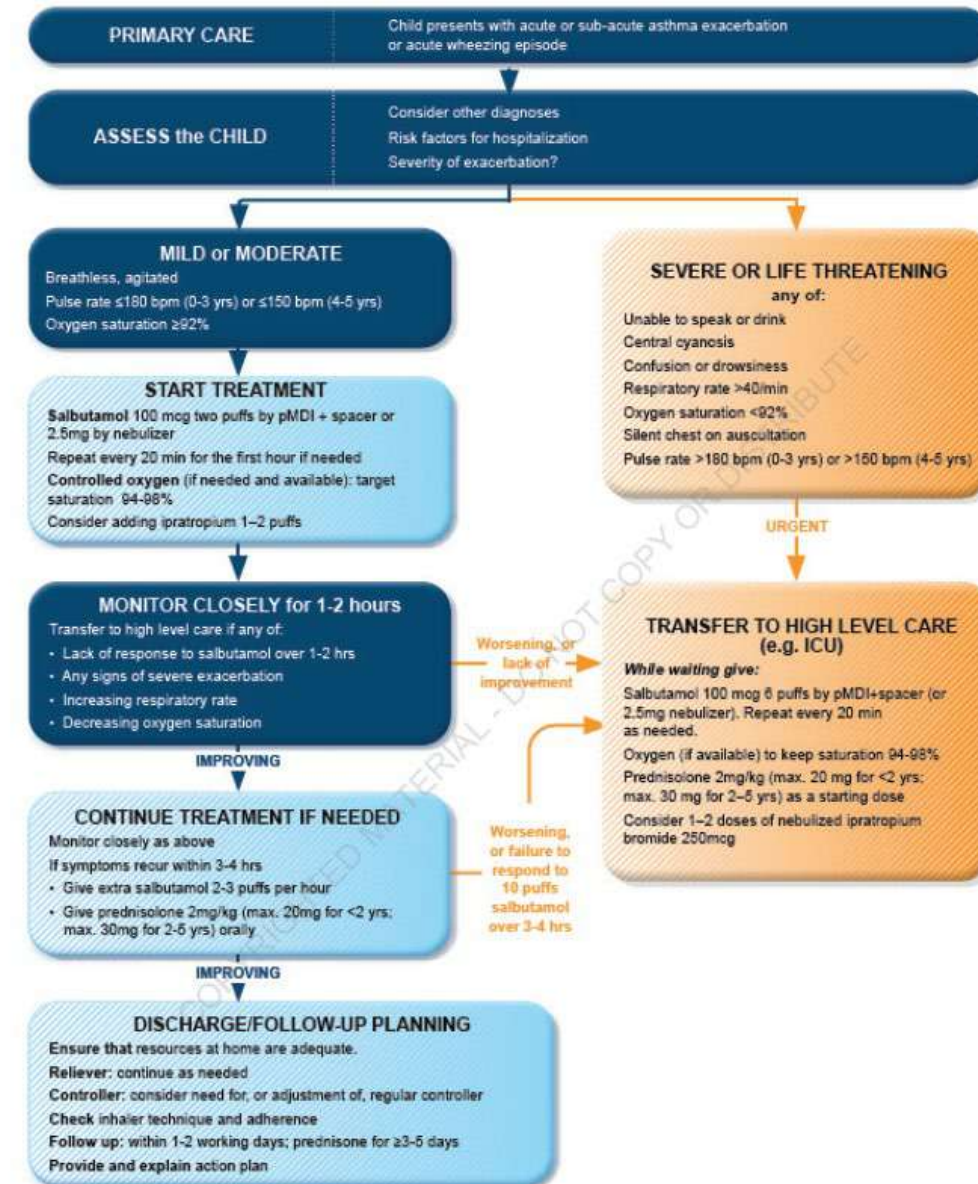 PRIMARY CARE
Child presents with acute or sub-acute asthma exacerbation
or acute wheezing episode
ASSESS the CHILD
Consider other diagnoses
Risk factors for hospitalization
Severity of exacerbation?
MILD or MODERATE
Breathless, agitated
Pulse rate ≤180 bpm (0-3 yrs) or ≤150 bpm (4-5 yrs)
Oxygen saturation ≥92%
SEVERE OR LIFE THREATENING
any of:
Unable to speak or drink
Central cyanosis
Confusion or drowsiness
Respiratory rate >40/min
Oxygen saturation <92%
Silent chest on auscultation
Pulse rate >180 bpm (0-3 yrs) or >150 bpm (4-5 yrs)
START TREATMENT
Salbutamol 100 mcg two puffs by pMDI + spacer or
2.5mg by nebulizer
Repeat every 20 min for the first hour if needed
Controlled oxygen (if needed and available): target
saturation 94-98%
Consider adding ipratropium 1–2 puffs
URGENT
MONITOR CLOSELY for 1-2 hours
Transfer to high level care if any of:
• Lack of response to salbutamol over 1-2 hrs
• Any signs of severe exacerbation
• Increasing respiratory rate
• Decreasing oxygen saturation
Worsening, or
lack of
improvement
TRANSFER TO HIGH LEVEL CARE
(e.g. ICU)
While waiting give:
Salbutamol 100 mcg 6 puffs by pMDI+spacer (or
2.5mg nebulizer). Repeat every 20 min
as needed.
Oxygen (if available) to keep saturation 94-98%
Prednisolone 2mg/kg (max. 20 mg for <2 yrs;
max. 30 mg for 2–5 yrs) as a starting dose
Consider 1–2 doses of nebulized ipratropium
bromide 250mcg
IMPROVING
CONTINUE TREATMENT IF NEEDED
Monitor closely as above
If symptoms recur within 3-4 hrs
• Give extra salbutamol 2-3 puffs per hour
• Give prednisolone 2mg/kg (max. 20mg for <2 yrs;
max. 30mg for 2-5 yrs) orally
Worsening,
or failure to
respond to
10 puffs
salbutamol
over 3-4 hrs
IMPROVING
DISCHARGE/FOLLOW-UP PLANNING
Ensure that resources at home are adequate.
Reliever: continue as needed
Controller: consider need for, or adjustment of, regular controller
Check inhaler technique and adherence
Follow up: within 1-2 working days; prednisone for ≥3-5 days
Provide and explain action plan
COPYRIGHTED MATERIAL - DO NOT COPY OR DISTRIBUTE